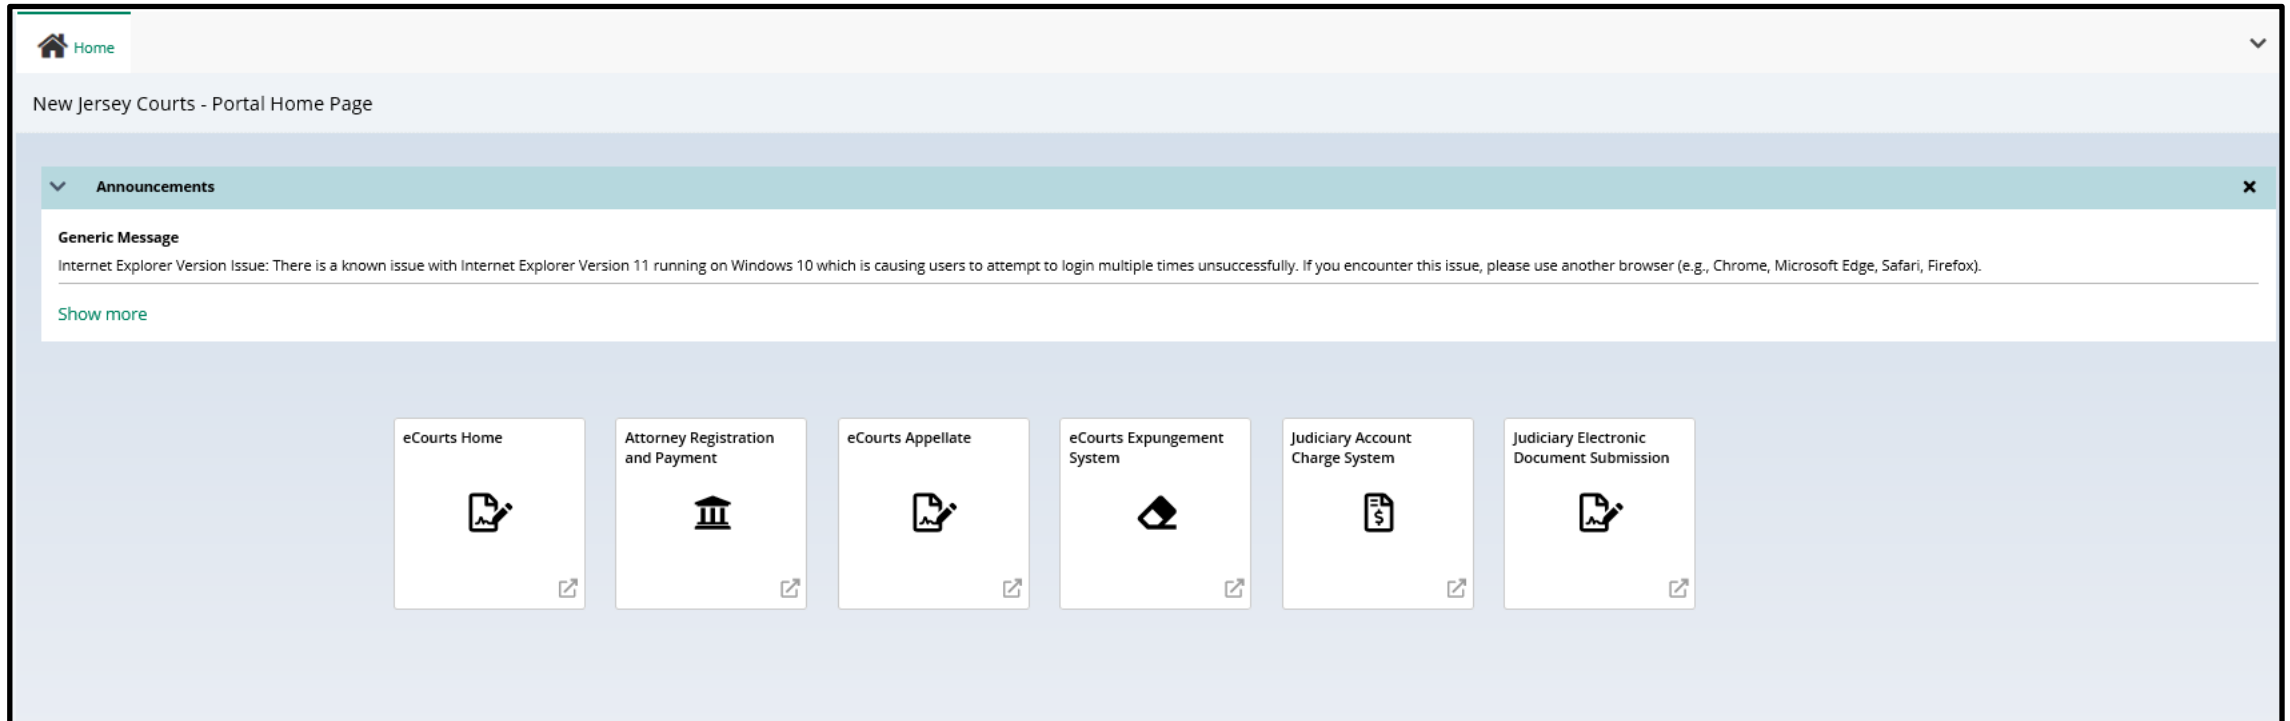 Home
New Jersey Courts - Portal Home Page
Announcements
Generic Message
Internet Explorer Version Issue: There is a known issue with Internet Explorer Version 11 running on Windows 10 which is causing users to attempt to login multiple times unsuccessfully. If you encounter this issue, please use another browser (e.g., Chrome, Microsoft Edge, Safari, Firefox).
Show more
eCourts Home
Attorney Registration
and Payment
eCourts Appellate
eCourts Expungement
System
Judiciary Account
Charge System
Judiciary Electronic
Document Submission